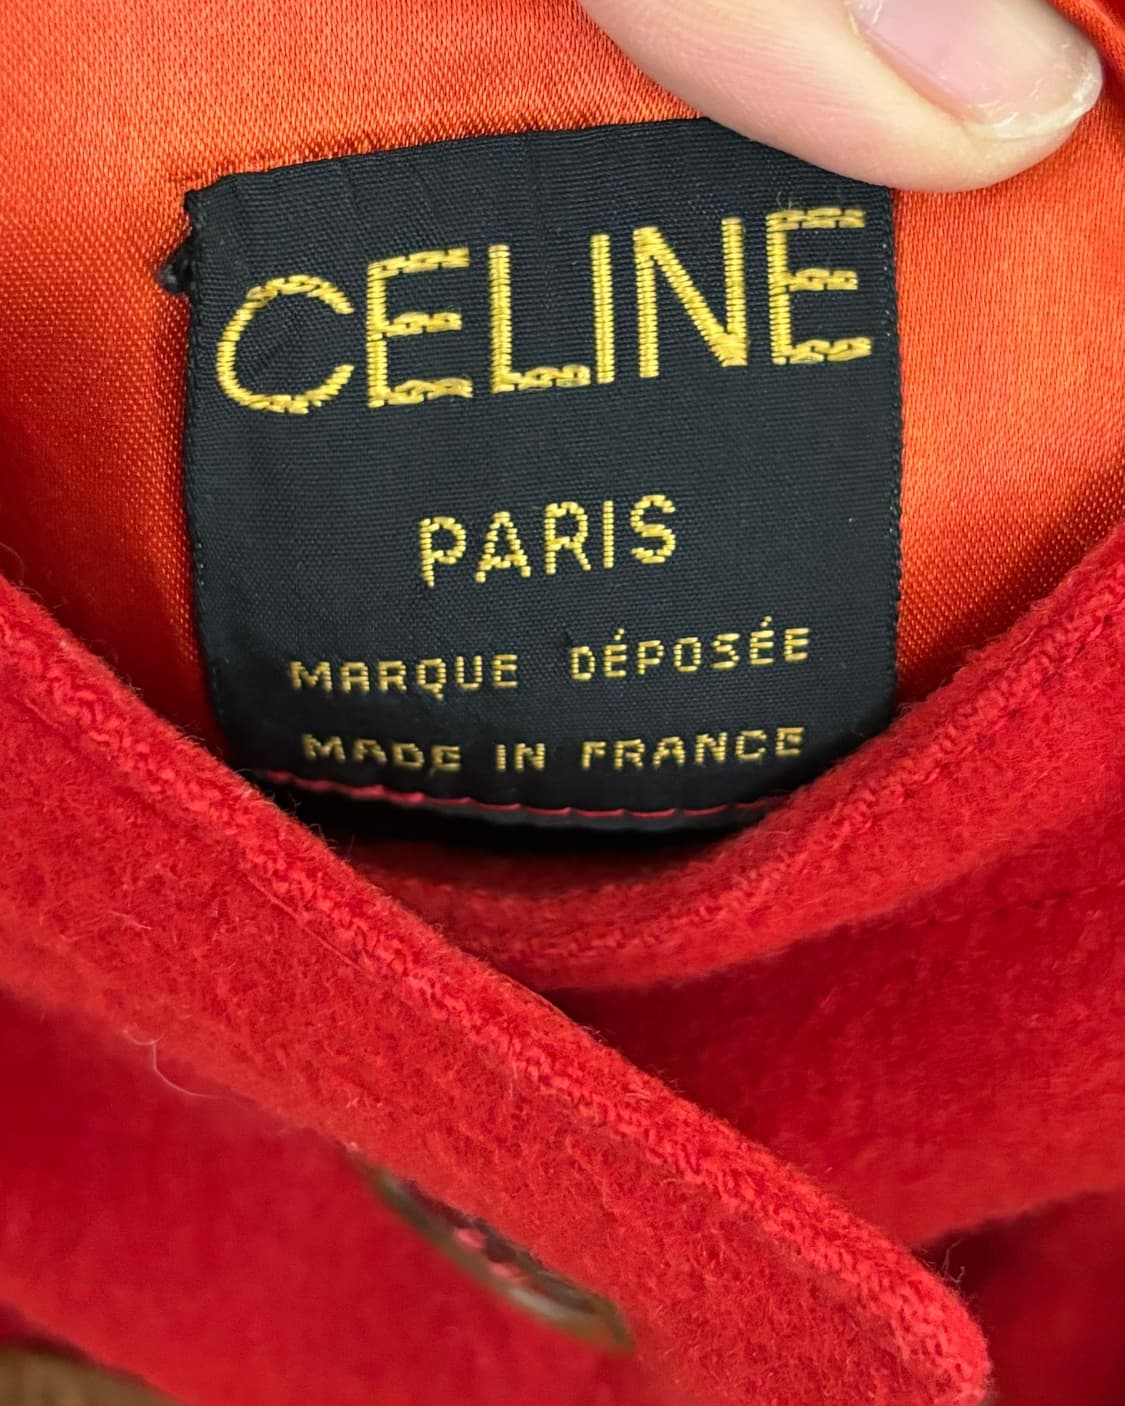 CELINE
PARIS
MARQUE DÉPOSÉE
MADE IN FRANCE